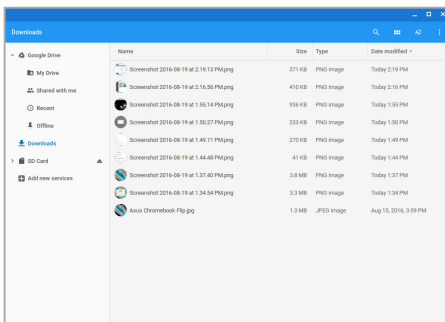 Downloads
Google Drive
My Drive
Shared with me
Recent
Offline
Downloads
SD Card
Add new services
Name Size Type Date modified
Screenshot 2016-08-19 at 2.19.13 PM.png 371 KB PNG image Today 2:19 PM
Screenshot 2016-08-19 at 2.16.56 PM.png 410 KB PNG image Today 2:16 PM
Screenshot 2016-08-19 at 1.55.14 PM.png 936 KB PNG image Today 1:55 PM
Screenshot 2016-08-19 at 1.50.27 PM.png 233 KB PNG image Today 1:50 PM
Screenshot 2016-08-19 at 1.49.11 PM.png 270 KB PNG image Today 1:49 PM
Screenshot 2016-08-19 at 1.44.48 PM.png 41 KB PNG image Today 1:44 PM
Screenshot 2016-08-19 at 1.37.40 PM.png 3.8 MB PNG image Today 1:37 PM
Screenshot 2016-08-19 at 1.34.54 PM.png 3.3 MB PNG image Today 1:34 PM
Asus Chromebook Flip.jpg 1.3 MB JPEG image Aug 15, 2016, 3:59 PM